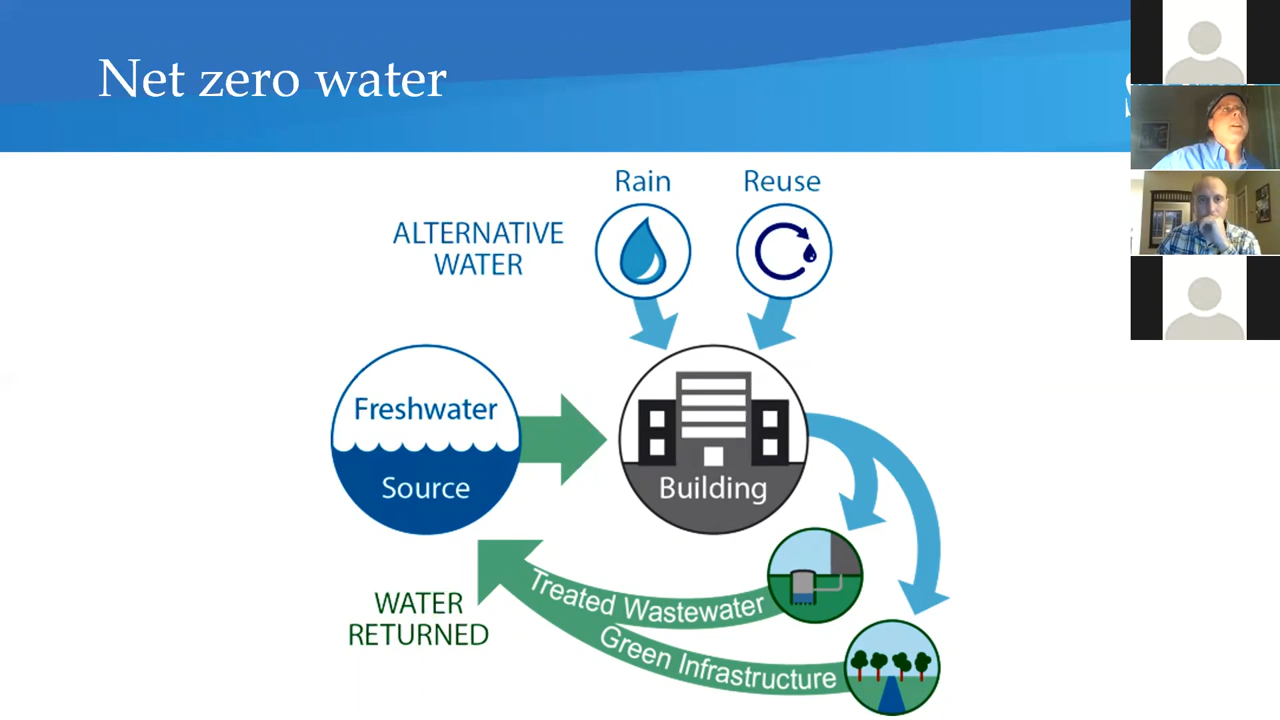 Net zero water
Rain
Reuse
ALTERNATIVE
WATER
Freshwater
Source
Building
Treated Wastewater
Green Infrastructure
WATER
RETURNED